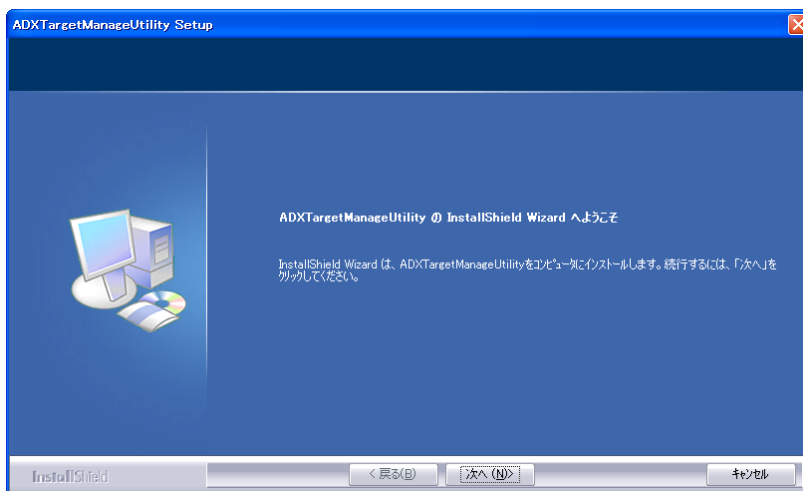 ADXTargetManageUtility Setup
ADXTargetManageUtility の InstallShield Wizard へようこそ
InstallShield Wizard は、ADXTargetManageUtilityをコンピュータにインストールします。続行するには、「次へ」を
クリックしてください。
InstallShield
< 戻る(B)
次へ (N)>
キャンセル